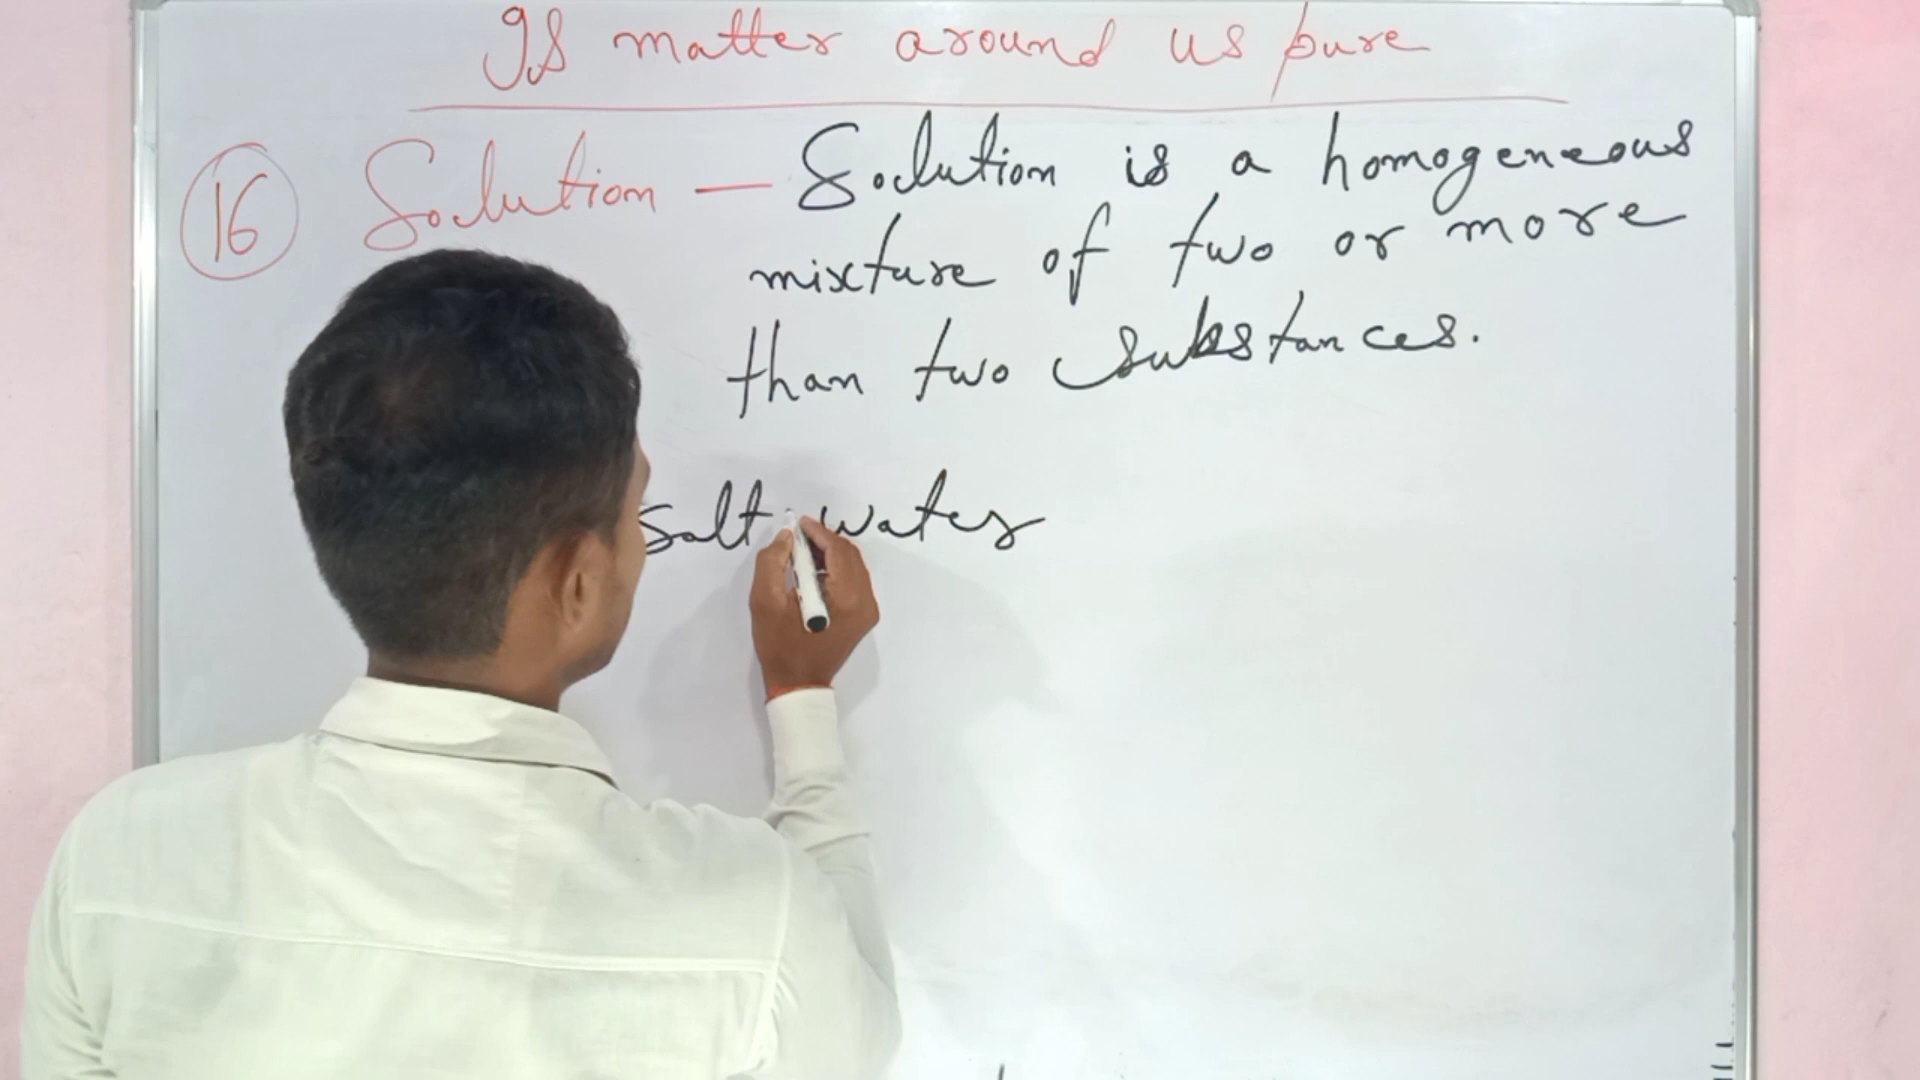 Is matter around us pure
16 Solution — Solution is a homogeneous
mixture of two or more
than two substances.
Salt water